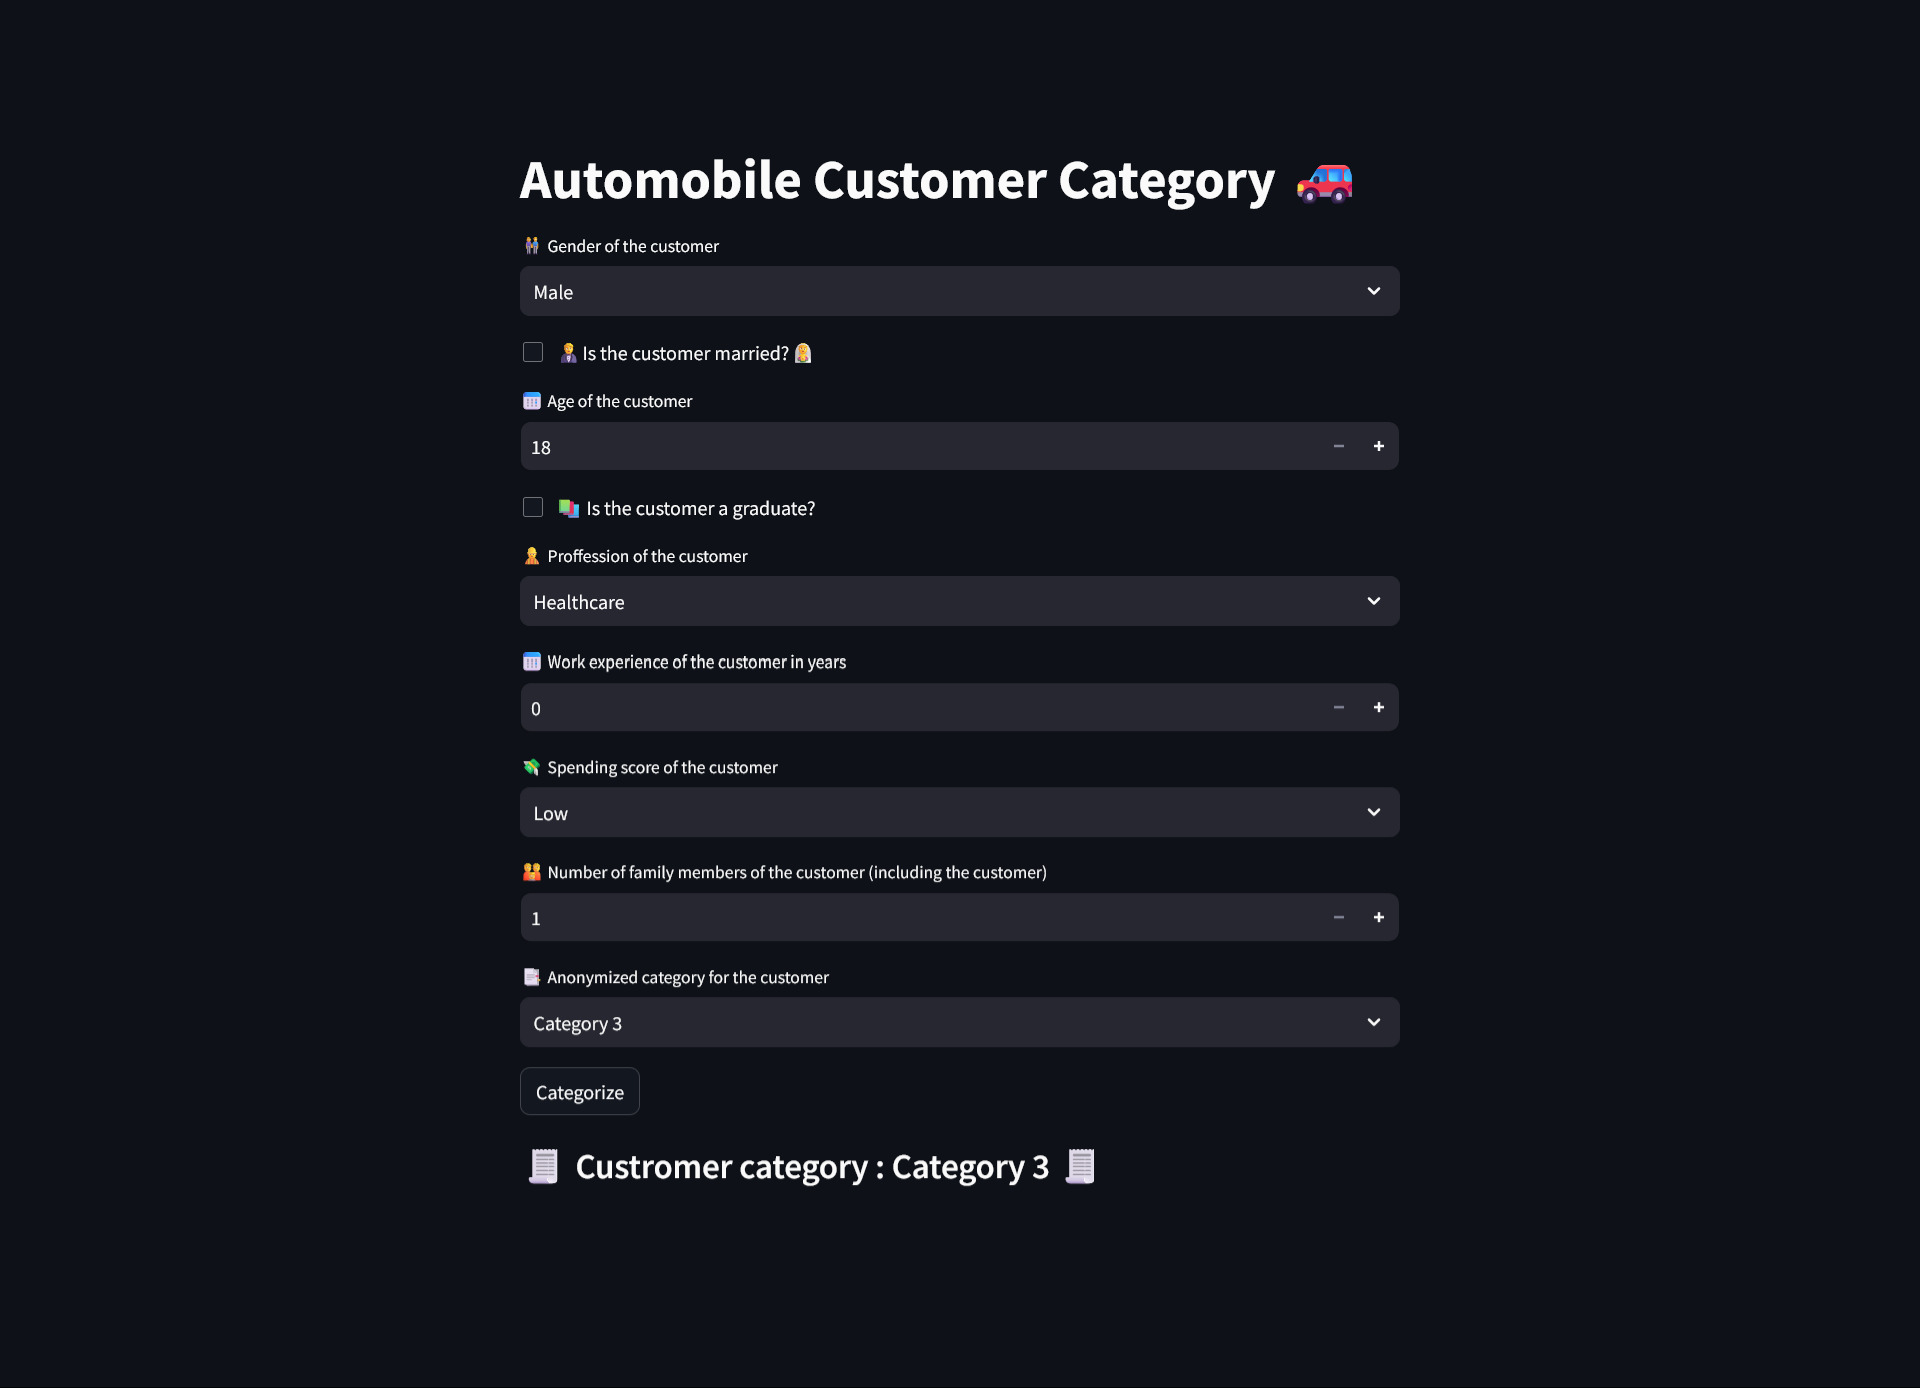 Automobile Customer Category
Gender of the customer
Male
Is the customer married?
Age of the customer
18
Is the customer a graduate?
Proffession of the customer
Healthcare
Work experience of the customer in years
0
Spending score of the customer
Low
Number of family members of the customer (including the customer)
1
Anonymized category for the customer
Category 3
Categorize
Custromer category : Category 3